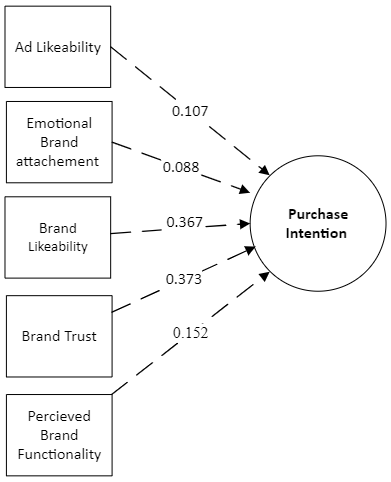 Ad Likeability
0.107
Emotional
Brand
attachement
0.088
Brand
Likeability
0.367
Purchase
Intention
Brand Trust
0.373
0.152
Percieved
Brand
Functionality